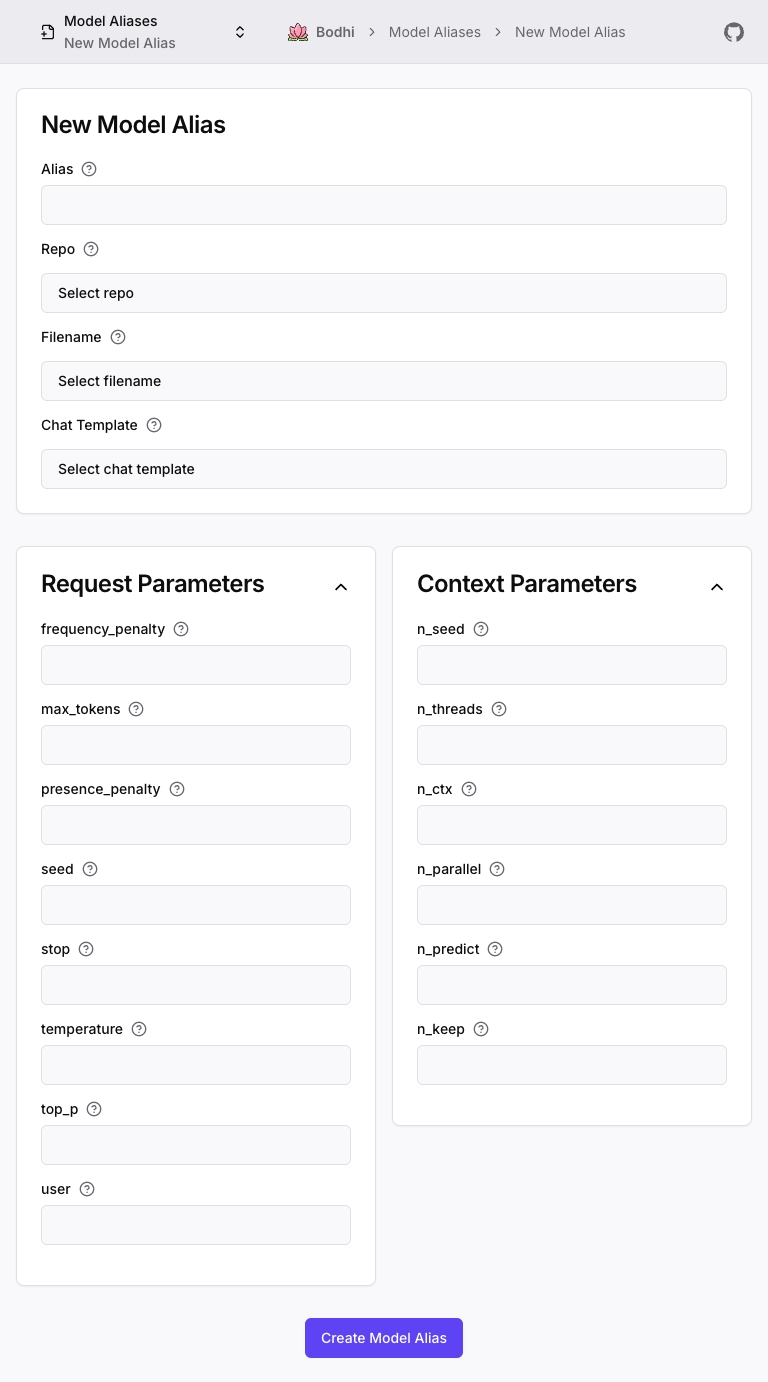 Model Aliases
New Model Alias
Bodhi > Model Aliases > New Model Alias
New Model Alias
Alias
Select repo
Repo
Filename
Select filename
Chat Template
Select chat template
Request Parameters
frequency_penalty
max_tokens
presence_penalty
seed
stop
temperature
top_p
user
Context Parameters
n_seed
n_threads
n_ctx
n_parallel
n_predict
n_keep
Create Model Alias